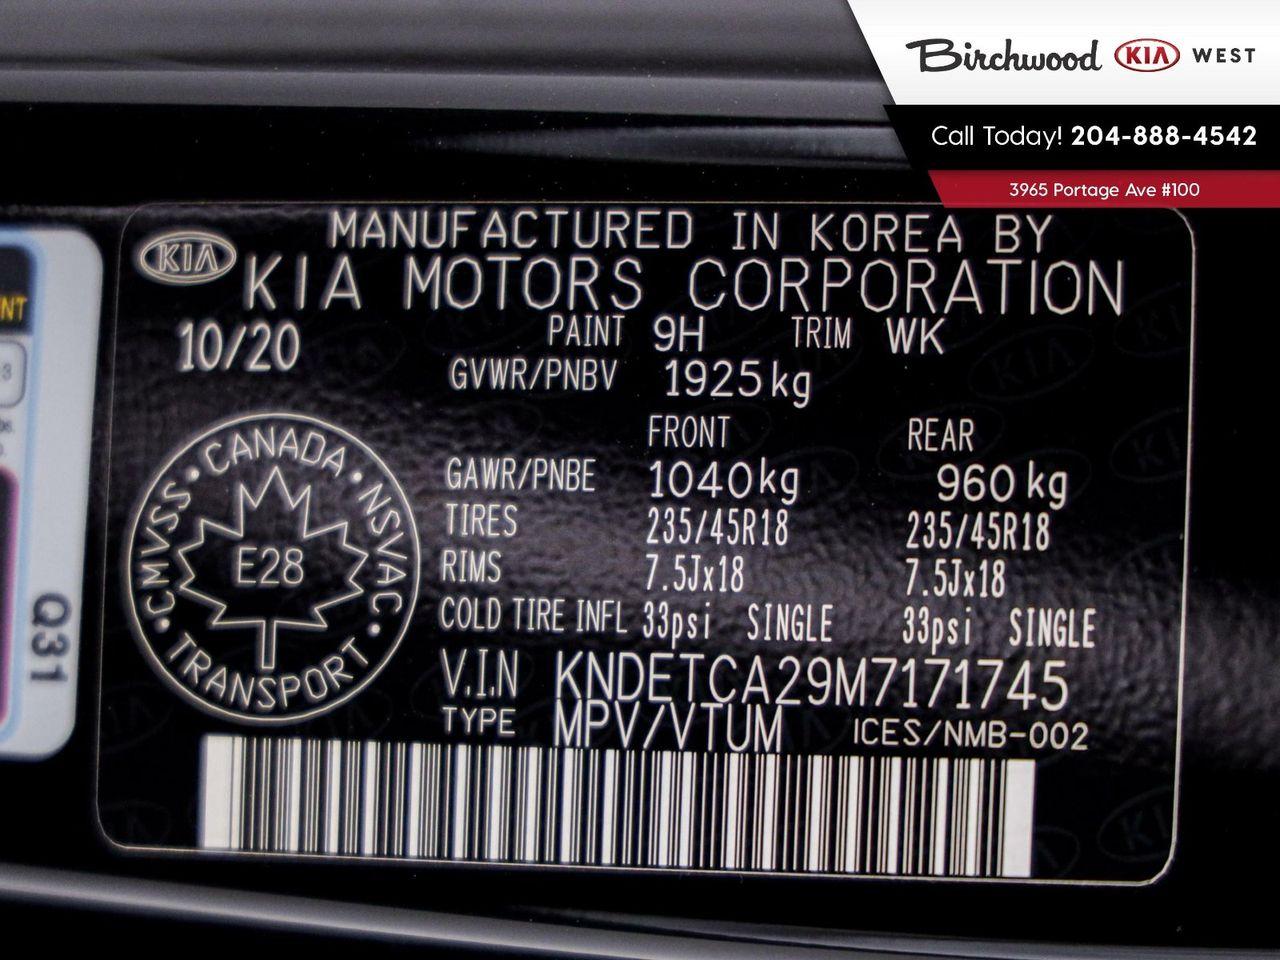 Birchwood KIA WEST
Call Today! 204-888-4542
3965 Portage Ave #100
MANUFACTURED IN KOREA BY
KIA KIA MOTORS CORPORATION
10/20 PAINT 9H TRIM WK
GVWR/PNBV 1925kg
FRONT REAR
GAWR/PNBE 1040kg 960kg
TIRES 235/45R18 235/45R18
RIMS 7.5Jx18 7.5Jx18
COLD TIRE INFL 33psi SINGLE 33psi SINGLE
V.I.N KNDETCA29M7171745
TYPE MPV/VTUM ICES/NMB-002
CANADA • NSVAC • TRANSPORT • CMVSS •
E28
NT
3
Q31